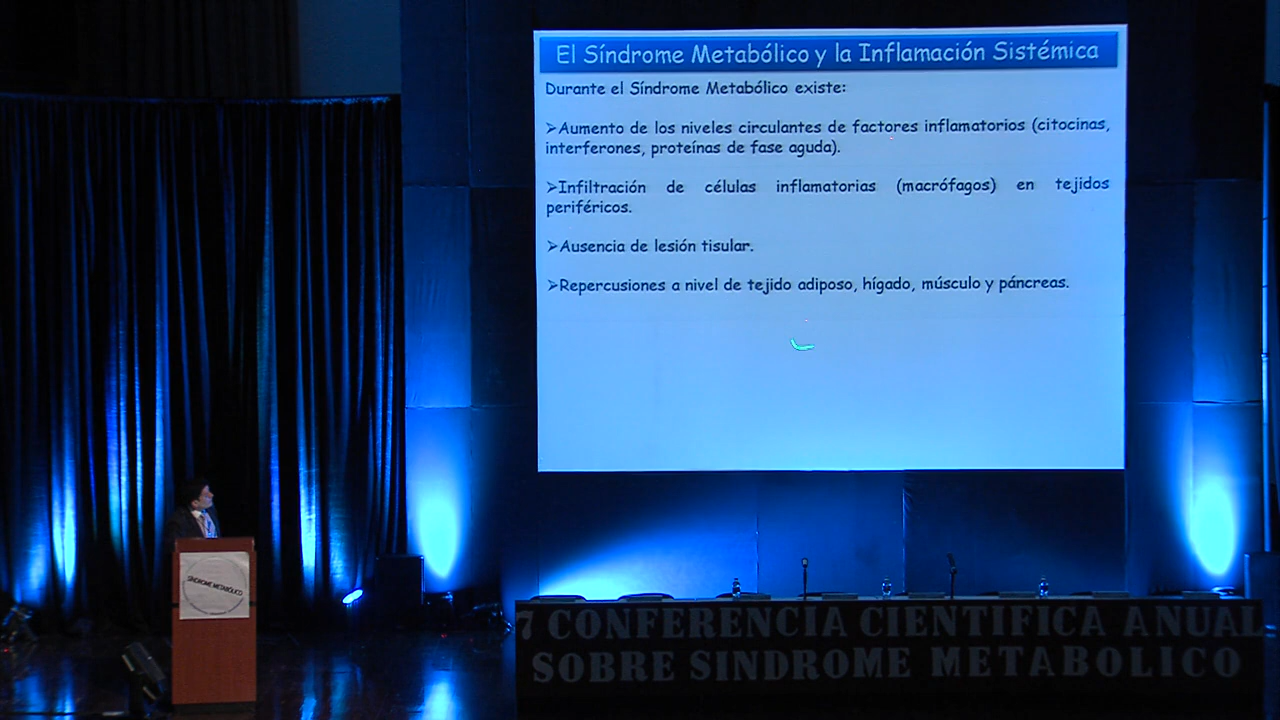 El Síndrome Metabólico y la Inflamación Sistémica
Durante el Síndrome Metabólico existe:
➢Aumento de los niveles circulantes de factores inflamatorios (citocinas,
interferones, proteínas de fase aguda).
➢Infiltración de células inflamatorias (macrófagos) en tejidos
periféricos.
➢Ausencia de lesión tisular.
➢Repercusiones a nivel de tejido adiposo, hígado, músculo y páncreas.
SÍNDROME METABÓLICO
7 CONFERENCIA CIENTIFICA ANUAL
SOBRE SINDROME METABOLICO